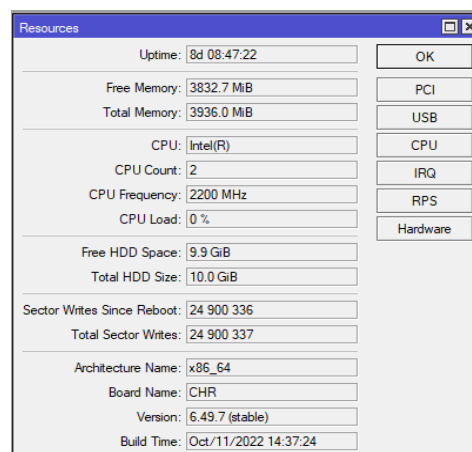 Resources
Uptime: 8d 08:47:22
OK
Free Memory: 3832.7 MiB
PCI
Total Memory: 3936.0 MiB
USB
CPU: Intel(R)
CPU
CPU Count: 2
IRQ
CPU Frequency: 2200 MHz
RPS
CPU Load: 0 %
Hardware
Free HDD Space: 9.9 GiB
Total HDD Size: 10.0 GiB
Sector Writes Since Reboot: 24 900 336
Total Sector Writes: 24 900 337
Architecture Name: x86_64
Board Name: CHR
Version: 6.49.7 (stable)
Build Time: Oct/11/2022 14:37:24